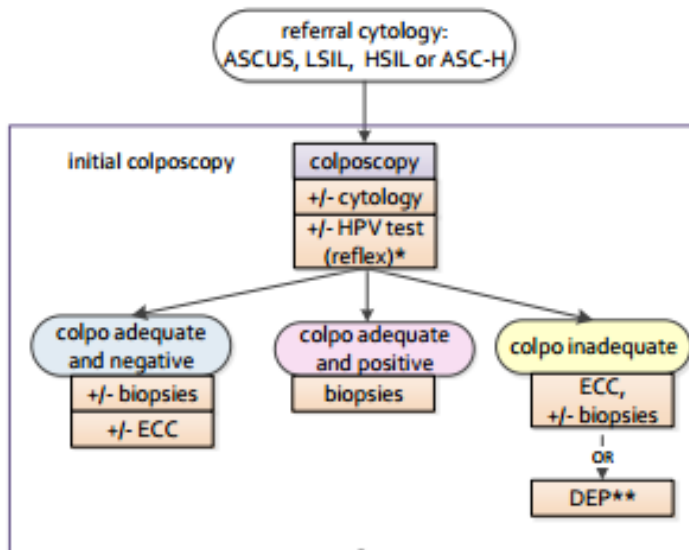 referral cytology:
ASCUS, LSIL, HSIL or ASC-H
initial colposcopy
colposcopy
+/- cytology
+/- HPV test
(reflex)*
colpo adequate
and negative
+/- biopsies
+/- ECC
colpo adequate
and positive
biopsies
colpo inadequate
ECC,
+/- biopsies
OR
DEP**